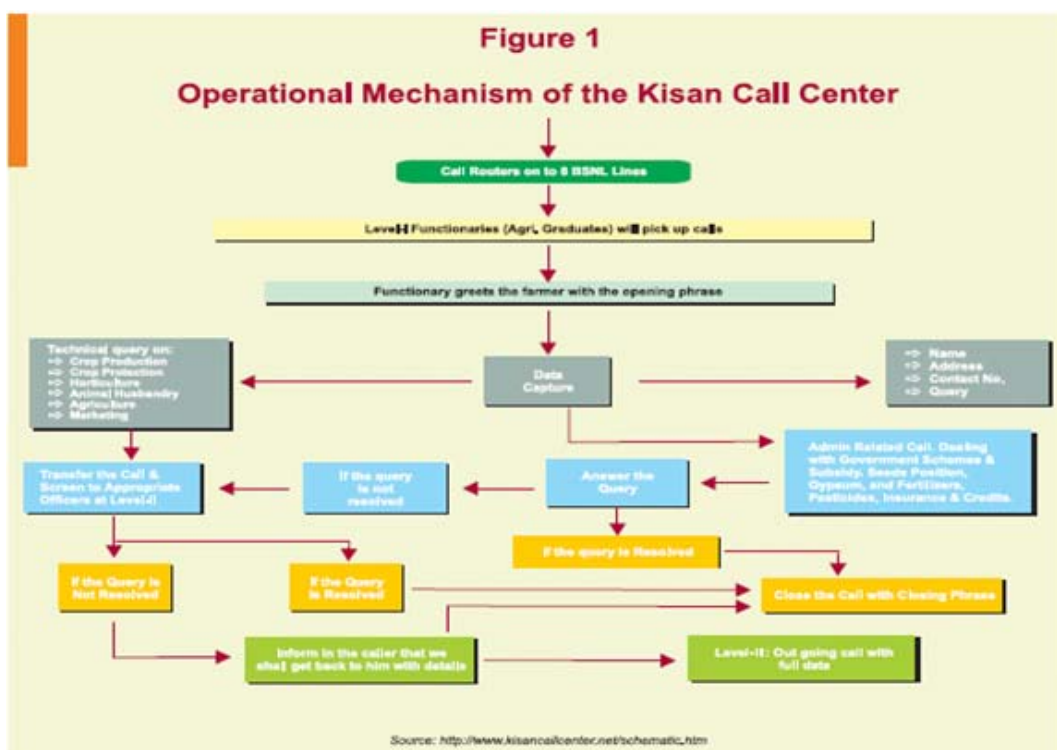 Figure 1
Operational Mechanism of the Kisan Call Center
Call Routers on to 8 BSNL Lines
Level-I Functionaries (Agri. Graduates) will pick up calls
Functionary greets the farmer with the opening phrase
Technical query on:
⇨ Crop Production
⇨ Crop Protection
⇨ Horticulture
⇨ Animal Husbandry
⇨ Agriculture
⇨ Marketing
Data
Capture
⇨ Name
⇨ Address
⇨ Contact No,
⇨ Query
Transfer the Call &
Screen to Appropriate
Officers at
If the query
is not
resolved
Answer the
Query
Admin Related Call. Dealing
with Government Schemes &
Subsidy, Seeds Position,
Gypsum, and Fertilizers,
Pesticides, Insurance & Credits.
If the query is Resolved
If the Query is
Not Resolved
If the Query
is Resolved
Close the Call with Closing Phrase
Inform in the caller that we
shal get back to him with details
Level-II: Out going call with
full data
Source: http://www.kisancallcenter.net/schematic.htm